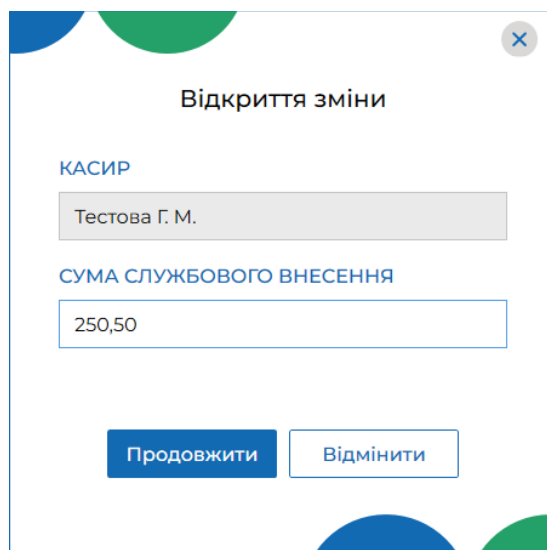 Відкриття зміни
КАСИР
Тестова Г. М.
СУМА СЛУЖБОВОГО ВНЕСЕННЯ
250,50
Продовжити
Відмінити